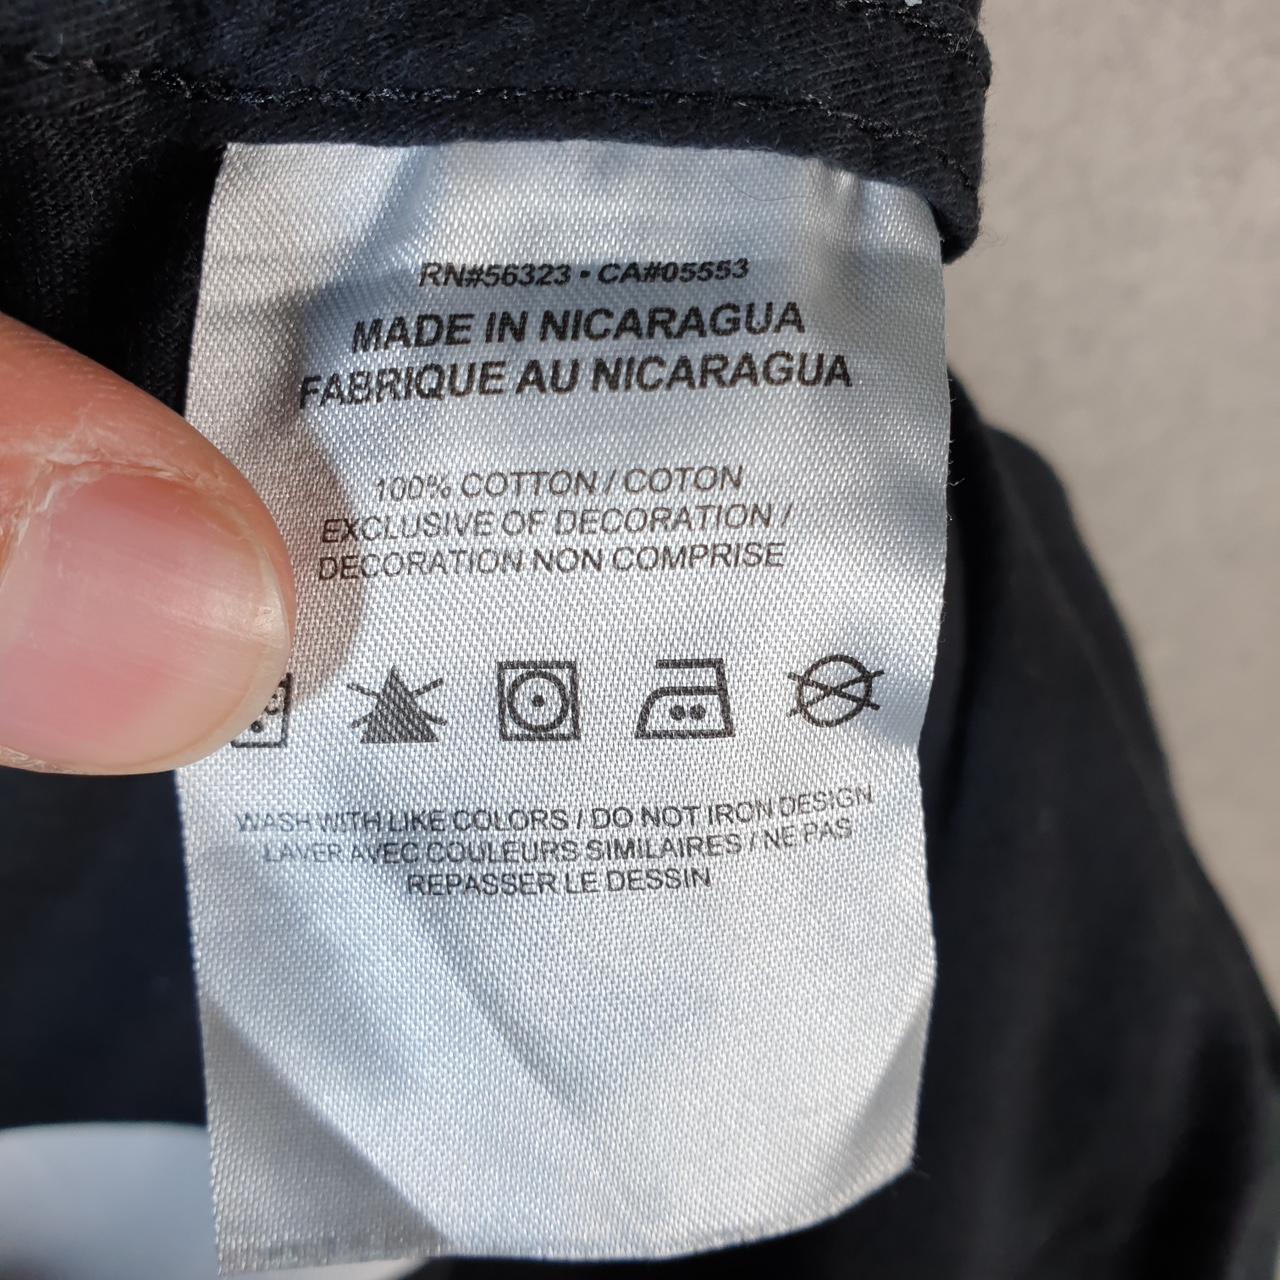 RN#56323 • CA#05553
MADE IN NICARAGUA
FABRIQUE AU NICARAGUA
100% COTTON / COTON
EXCLUSIVE OF DECORATION /
DECORATION NON COMPRISE
WASH WITH LIKE COLORS / DO NOT IRON DESIGN
LAVER AVEC COULEURS SIMILAIRES / NE PAS
REPASSER LE DESSIN